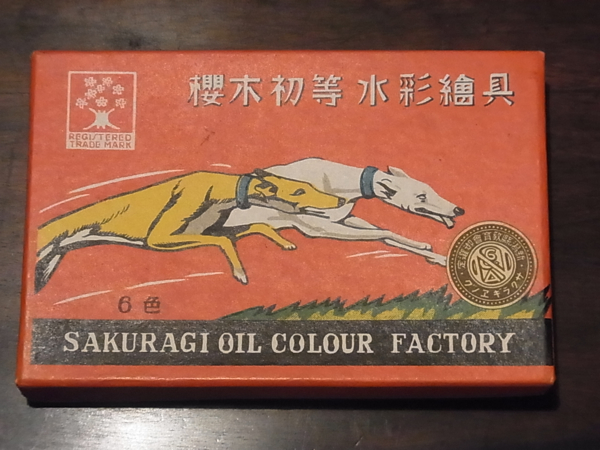 櫻木初等水彩繪具
REGISTERED
TRADE MARK
6色
SAKURAGI OIL COLOUR FACTORY